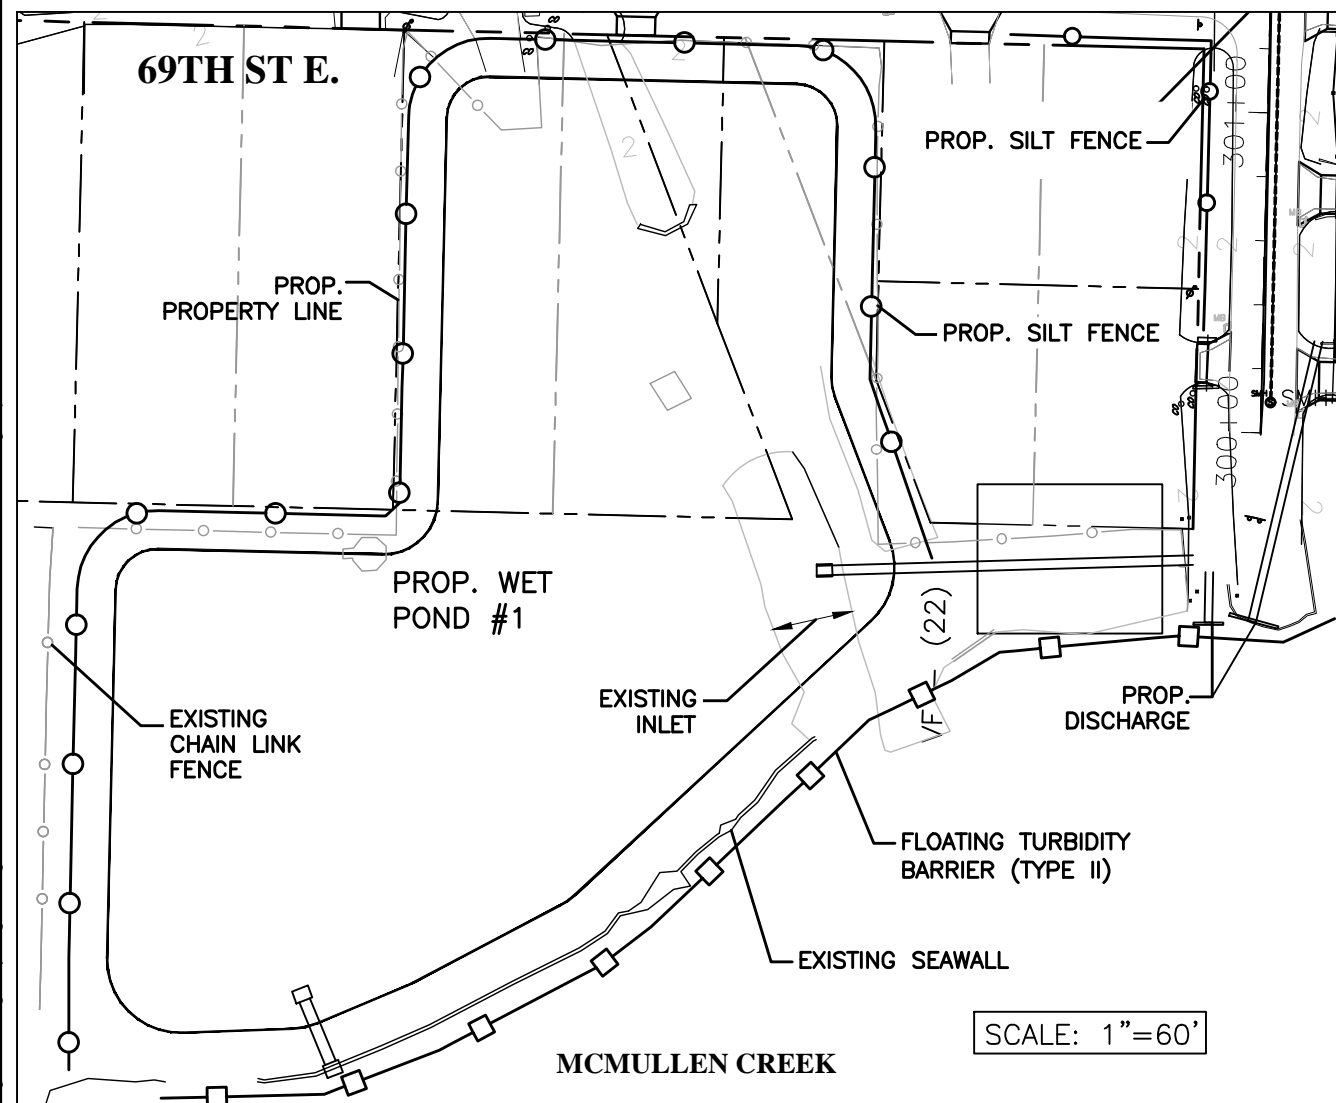 69TH ST E.
PROP. SILT FENCE
301+00
PROP.
PROPERTY LINE
PROP. SILT FENCE
300+00
PROP. WET
POND #1
(22)
EXISTING
INLET
PROP.
DISCHARGE
EXISTING
CHAIN LINK
FENCE
FLOATING TURBIDITY
BARRIER (TYPE II)
EXISTING SEAWALL
SCALE: 1"=60'
MCMULLEN CREEK